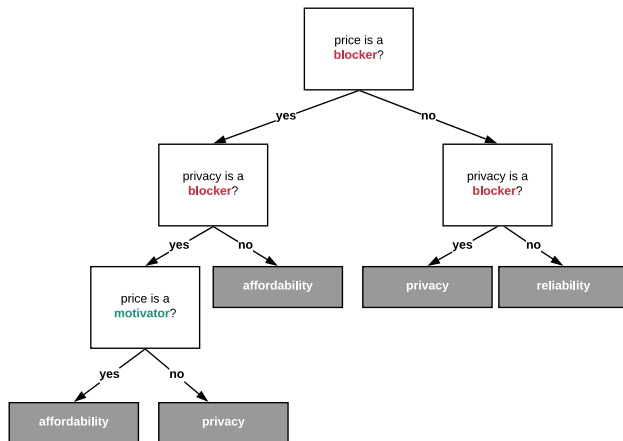 price is a
blocker?
yes
no
privacy is a
blocker?
privacy is a
blocker?
yes
no
yes
no
price is a
motivator?
affordability
privacy
reliability
yes
no
affordability
privacy